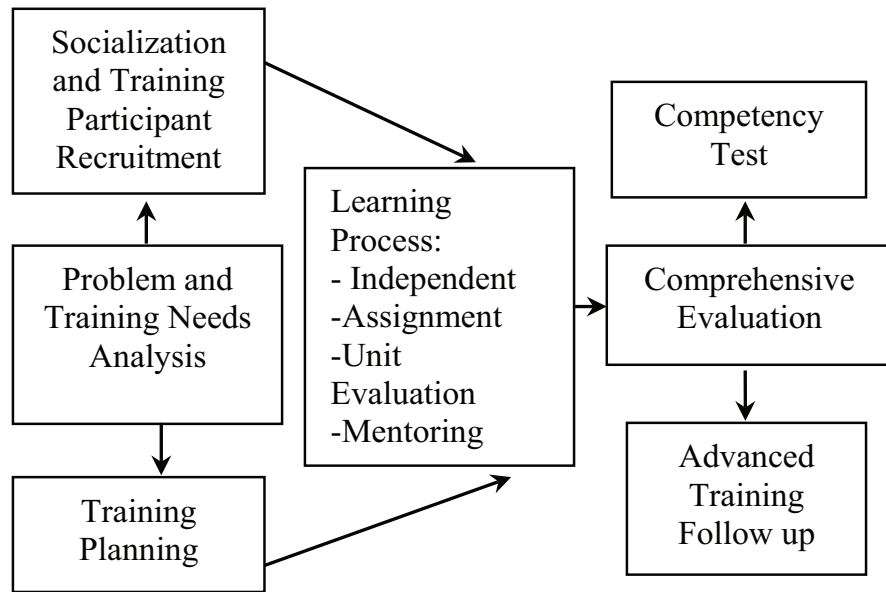 Socialization
and Training
Participant
Recruitment
Problem and
Training Needs
Analysis
Training
Planning
Learning
Process:
- Independent
-Assignment
-Unit
Evaluation
-Mentoring
Competency
Test
Comprehensive
Evaluation
Advanced
Training
Follow up